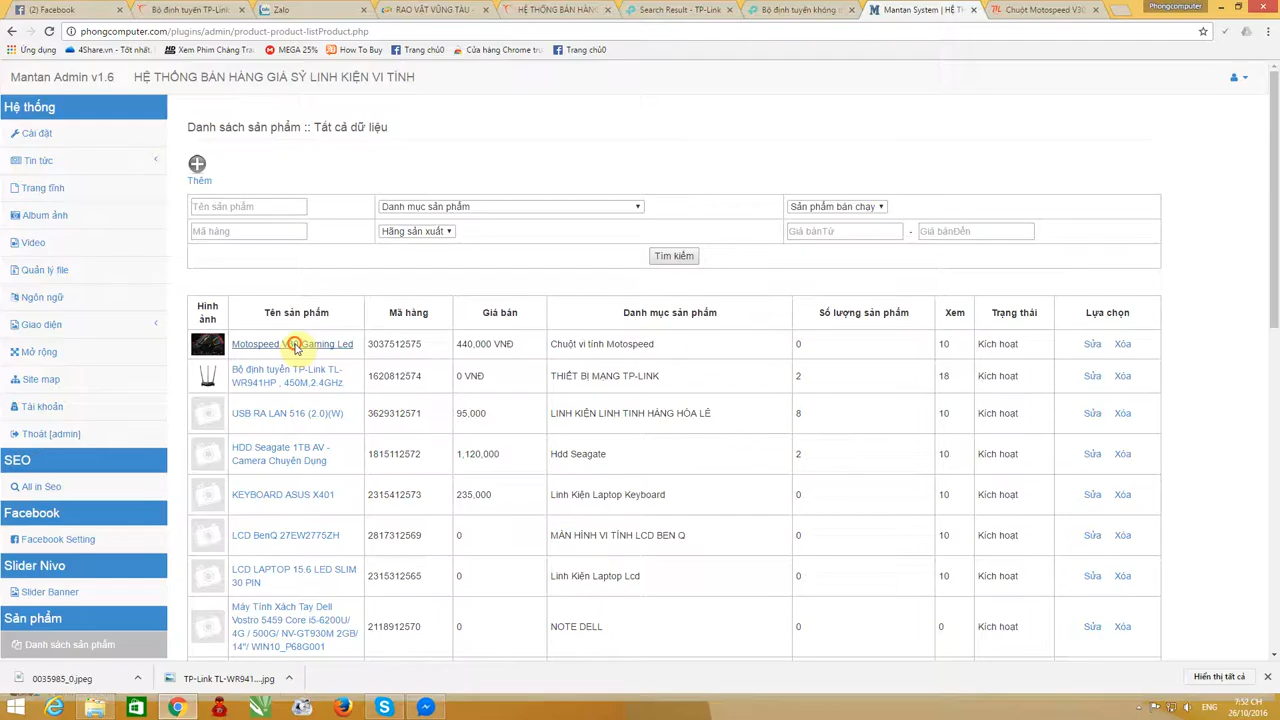 Facebook
Bộ định tuyến TP-Link
Zalo
RAO VẶT VŨNG TÀU
HỆ THỐNG BÁN HÀNG
Search Result - TP-Link
Bộ định tuyến không d
Mantan System | HỆ TH
Chuột Motospeed V30
Phongcomputer
phongcomputer.com/plugins/admin/product-product-listProduct.php
Ứng dụng
4Share.vn - Tốt nhất
Xem Phim Chàng Tra
MEGA 25%
How To Buy
Trang chủ0
Cửa hàng Chrome trự
Trang chủ0
Mantan Admin v1.6
HỆ THỐNG BÁN HÀNG GIÁ SỶ LINH KIỆN VI TÍNH
Hệ thống
Cài đặt
Tin tức
Trang tĩnh
Album ảnh
Video
Quản lý file
Ngôn ngữ
Giao diện
Mở rộng
Site map
Tài khoản
Thoát [admin]
SEO
All in Seo
Facebook
Facebook Setting
Slider Nivo
Slider Banner
Sản phẩm
Danh sách sản phẩm
Danh sách sản phẩm :: Tất cả dữ liệu
Thêm
Tên sản phẩm
Danh mục sản phẩm
Sản phẩm bán chạy
Mã hàng
Hãng sản xuất
Giá bánTừ - Giá bánĐến
Tìm kiếm
Hình ảnh Tên sản phẩm Mã hàng Giá bán Danh mục sản phẩm Số lượng sản phẩm Xem Trạng thái Lựa chọn
Motospeed Gaming Led 3037512575 440,000 VNĐ Chuột vi tính Motospeed 0 10 Kích hoạt Sửa Xóa
Bộ định tuyến TP-Link TL-
WR941HP , 450M,2.4GHz 1620812574 0 VNĐ THIẾT BỊ MẠNG TP-LINK 2 18 Kích hoạt Sửa Xóa
USB RA LAN 516 (2.0)(W) 3629312571 95,000 LINH KIỆN LINH TINH HÀNG HÓA LẺ 8 10 Kích hoạt Sửa Xóa
HDD Seagate 1TB AV -
Camera Chuyên Dụng 1815112572 1,120,000 Hdd Seagate 2 10 Kích hoạt Sửa Xóa
KEYBOARD ASUS X401 2315412573 235,000 Linh Kiện Laptop Keyboard 0 10 Kích hoạt Sửa Xóa
LCD BenQ 27EW2775ZH 2817312569 0 MÀN HÌNH VI TÍNH LCD BEN Q 0 10 Kích hoạt Sửa Xóa
LCD LAPTOP 15.6 LED SLIM
30 PIN 2315312565 0 Linh Kiện Laptop Lcd 0 10 Kích hoạt Sửa Xóa
Máy Tính Xách Tay Dell
Vostro 5459 Core i5-6200U/
4G / 500G/ NV-GT930M 2GB/
14"/ WIN10_P68G001 2118912570 0 NOTE DELL 0 0 Kích hoạt Sửa Xóa
0035985_0.jpeg
TP-Link TL-WR941....jpg
Hiển thị tất cả
ENG
7:52 CH
26/10/2016